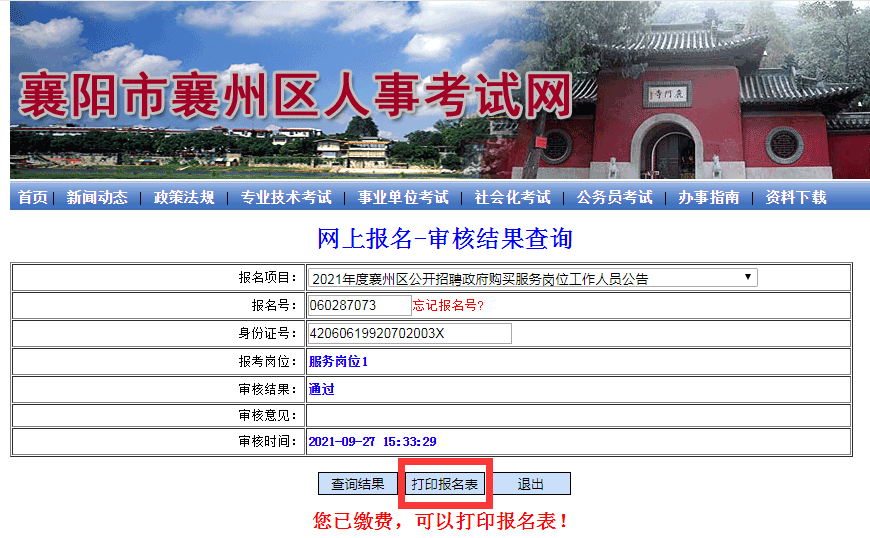 襄阳市襄州区人事考试网
鹿门寺
首页 | 新闻动态 | 政策法规 | 专业技术考试 | 事业单位考试 | 社会化考试 | 公务员考试 | 办事指南 | 资料下载
网上报名-审核结果查询
报名项目: 2021年度襄州区公开招聘政府购买服务岗位工作人员公告
报名号: 060287073 忘记报名号?
身份证号: 42060619920702003X
报考岗位: 服务岗位1
审核结果: 通过
审核意见:
审核时间: 2021-09-27 15:33:29
查询结果 打印报名表 退出
您已缴费，可以打印报名表！